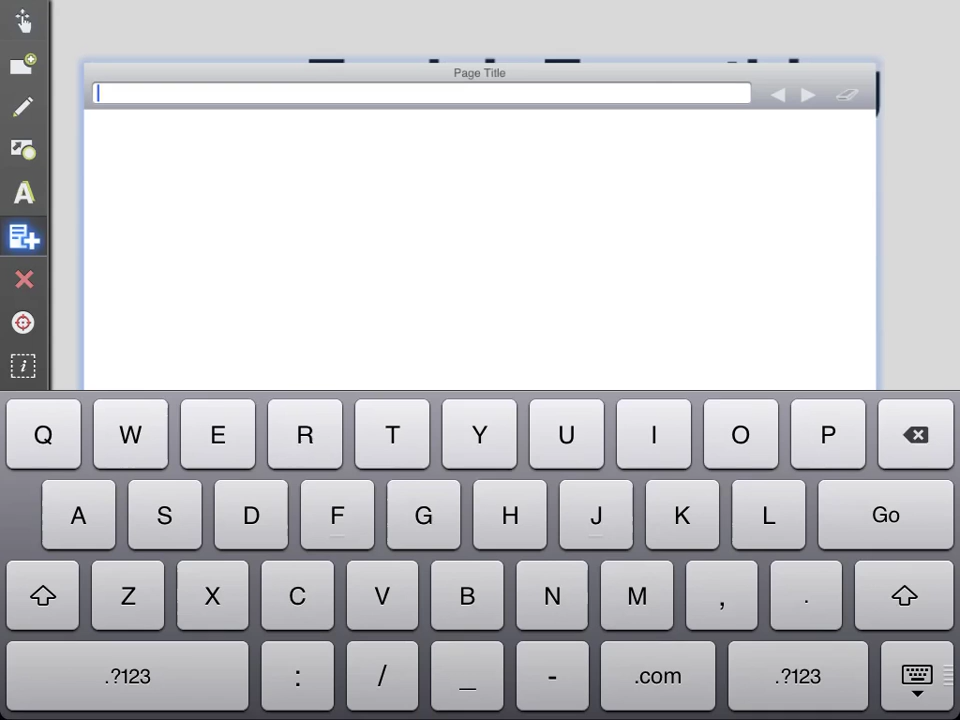 Page Title
A
i
Q W E R T Y U I O P
A S D F G H J K L Go
Z X C V B N M , .
.?123 : / _ - .com .?123